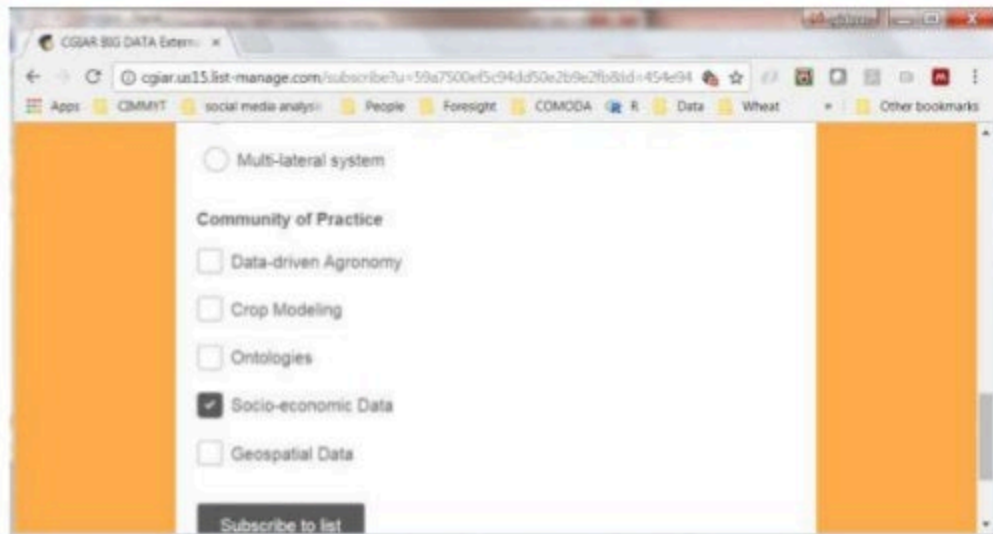 CGIAR BIG DATA Extern
cgiar.us15.list-manage.com/subscribe?u=59a7500ef5c94dd50e2b9e2fb&id=454e94
Apps CIMMYT social media analysi People Foresight COMODA R Data Wheat » Other bookmarks
Multi-lateral system
Community of Practice
Data-driven Agronomy
Crop Modeling
Ontologies
Socio-economic Data
Geospatial Data
Subscribe to list